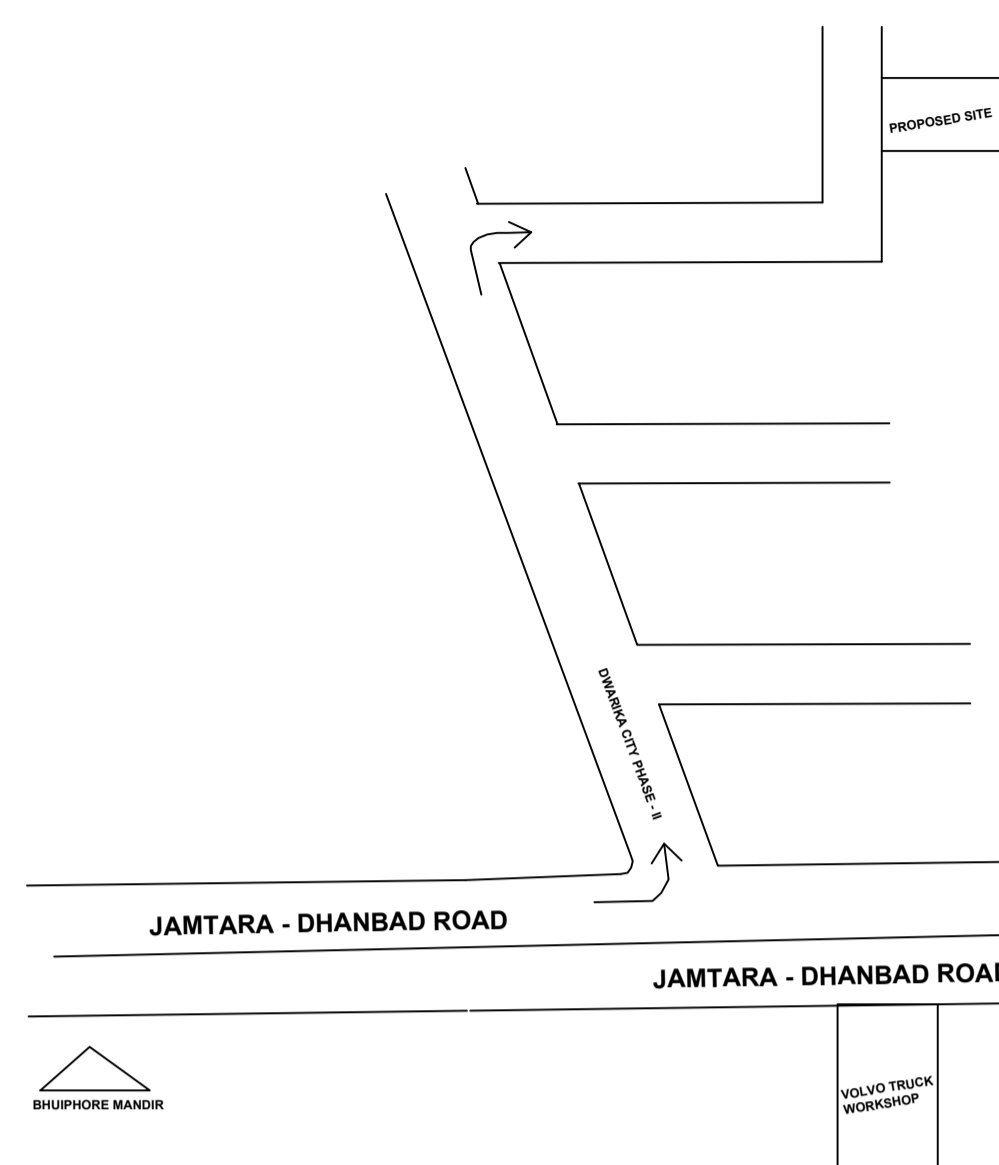 PROPOSED SITE
DWARIKA CITY PHASE - II
JAMTARA - DHANBAD ROAD
JAMTARA - DHANBAD ROAD
VOLVO TRUCK
WORKSHOP
BHUIPHORE MANDIR